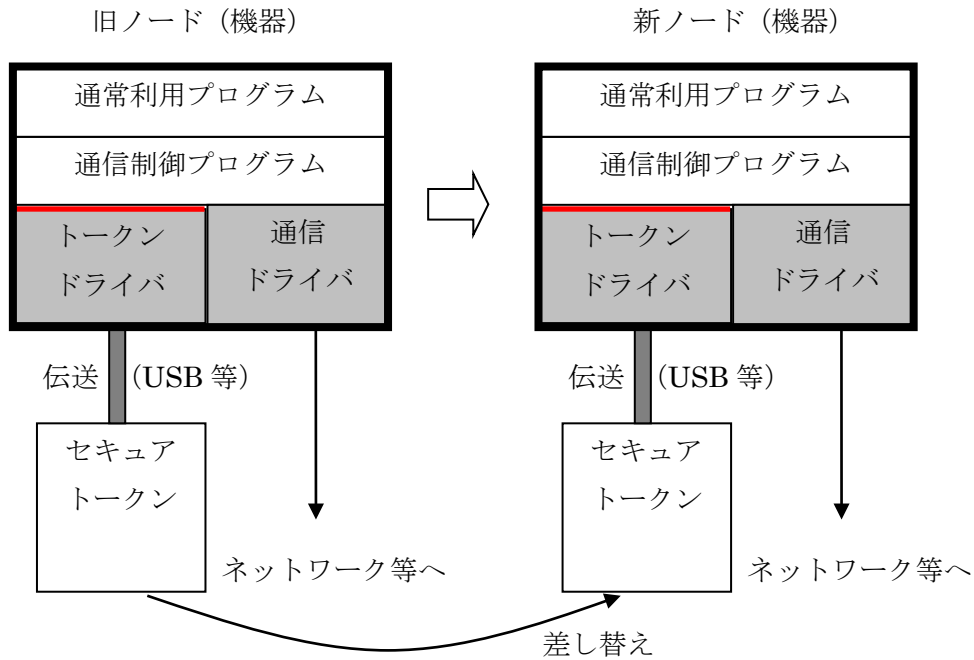 旧ノード（機器）
通常利用プログラム
通信制御プログラム
トークン
ドライバ
通信
ドライバ
伝送
（USB 等）
セキュア
トークン
ネットワーク等へ
新ノード（機器）
通常利用プログラム
通信制御プログラム
トークン
ドライバ
通信
ドライバ
伝送
（USB 等）
セキュア
トークン
ネットワーク等へ
差し替え